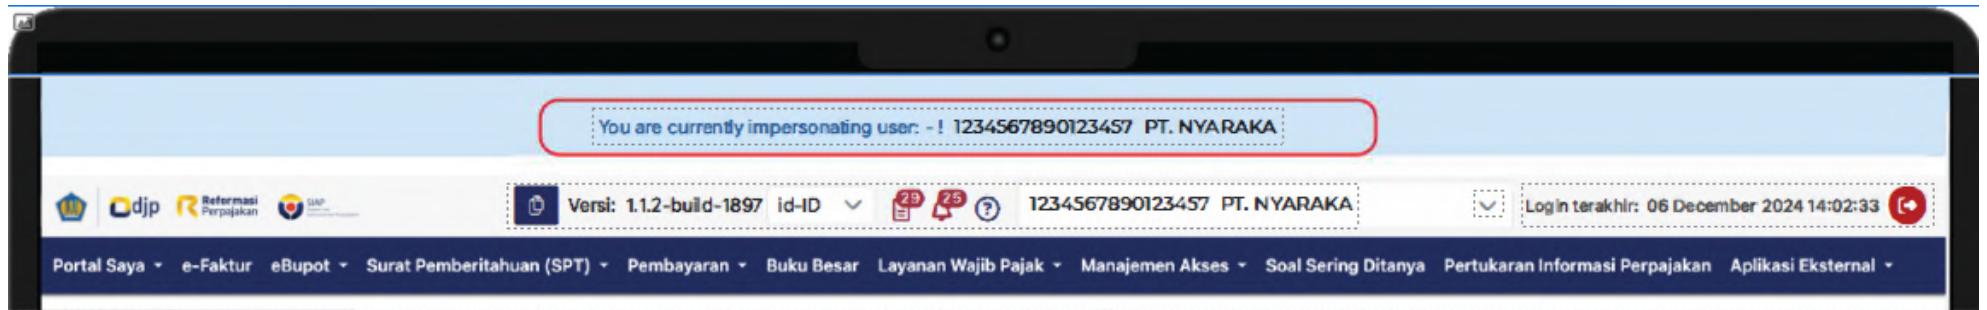 You are currently impersonating user: - ! 1234567890123457 PT. NYARAKA
djp Reformasi Perpajakan SIAP Versi: 1.1.2-build-1897 id-ID 29 25 ? 1234567890123457 PT. NYARAKA Login terakhir: 06 December 2024 14:02:33
Portal Saya e-Faktur eBupot Surat Pemberitahuan (SPT) Pembayaran Buku Besar Layanan Wajib Pajak Manajemen Akses Soal Sering Ditanya Pertukaran Informasi Perpajakan Aplikasi Eksternal